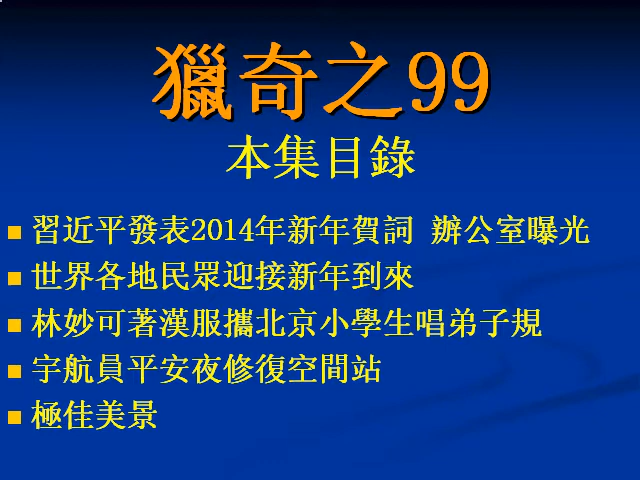 獵奇之99
本集目錄
習近平發表2014年新年賀詞 辦公室曝光
世界各地民眾迎接新年到來
林妙可著漢服攜北京小學生唱弟子規
宇航員平安夜修復空間站
極佳美景